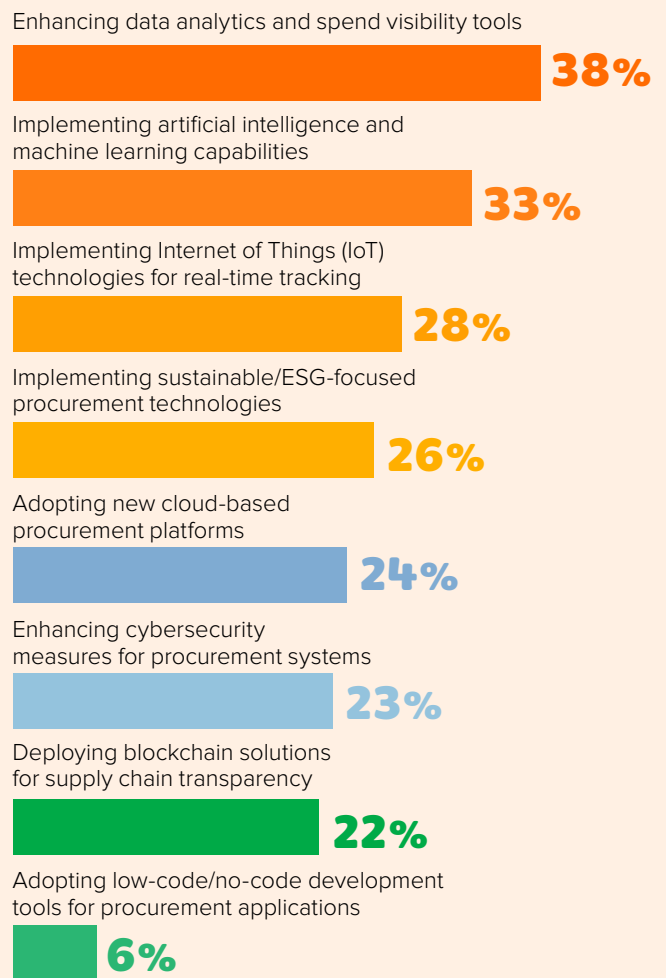 Enhancing data analytics and spend visibility tools
38%
Implementing artificial intelligence and
machine learning capabilities
33%
Implementing Internet of Things (IoT)
technologies for real-time tracking
28%
Implementing sustainable/ESG-focused
procurement technologies
26%
Adopting new cloud-based
procurement platforms
24%
Enhancing cybersecurity
measures for procurement systems
23%
Deploying blockchain solutions
for supply chain transparency
22%
Adopting low-code/no-code development
tools for procurement applications
6%